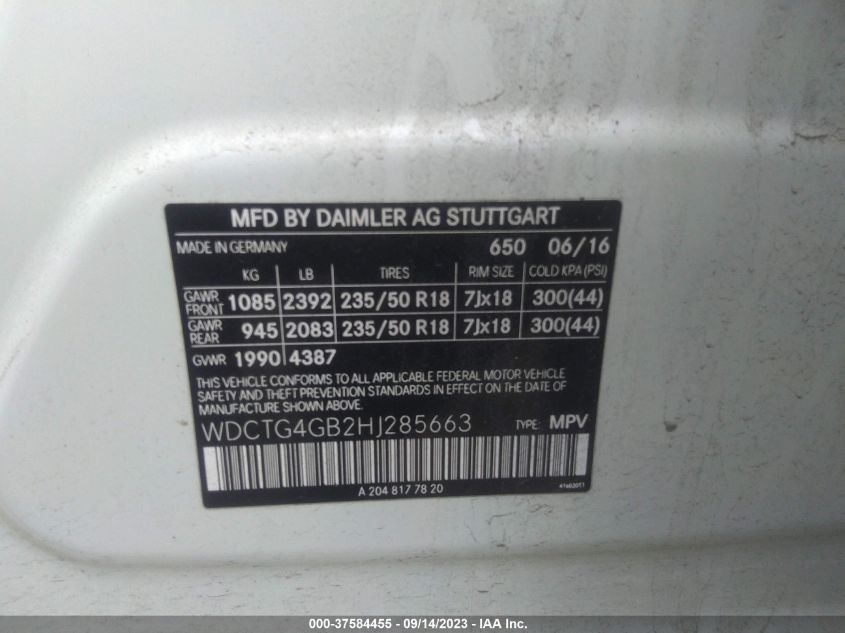 MFD BY DAIMLER AG STUTTGART
MADE IN GERMANY 650 06/16
KG LB TIRES RIM SIZE COLD KPA (PSI)
GAWR FRONT 1085 2392 235/50 R18 7Jx18 300(44)
GAWR REAR 945 2083 235/50 R18 7Jx18 300(44)
GVWR 1990 4387
THIS VEHICLE CONFORMS TO ALL APPLICABLE FEDERAL MOTOR VEHICLE
SAFETY AND THEFT PREVENTION STANDARDS IN EFFECT ON THE DATE OF
MANUFACTURE SHOWN ABOVE.
WDCTG4GB2HJ285663 TYPE: MPV
A 204 817 78 20
000-37584455 - 09/14/2023 - IAA Inc.